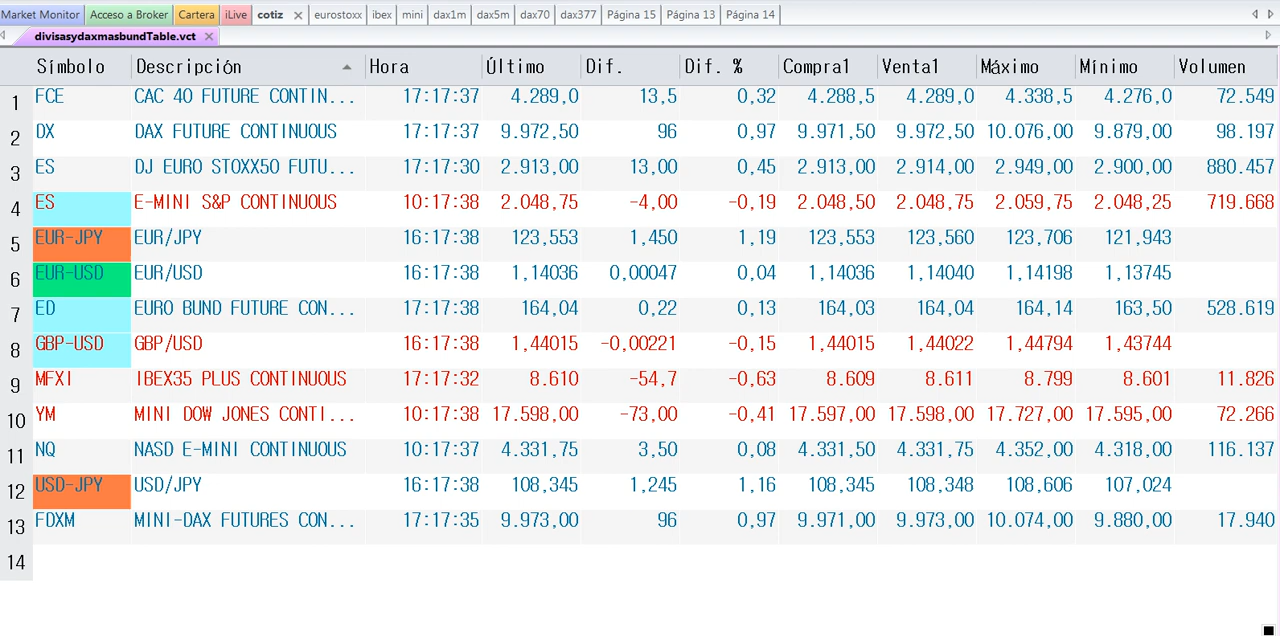 Market Monitor Acceso a Broker Cartera iLive cotiz eurostoxx ibex mini dax1m dax5m dax70 dax377 Página 15 Página 13 Página 14
divisasydaxmasbundTable.vct
Símbolo Descripción Hora Último Dif. Dif. % Compra1 Venta1 Máximo Mínimo Volumen
1 FCE CAC 40 FUTURE CONTIN... 17:17:37 4.289,0 13,5 0,32 4.288,5 4.289,0 4.338,5 4.276,0 72.549
2 DX DAX FUTURE CONTINUOUS 17:17:37 9.972,50 96 0,97 9.971,50 9.972,50 10.076,00 9.879,00 98.197
3 ES DJ EURO STOXX50 FUTU... 17:17:30 2.913,00 13,00 0,45 2.913,00 2.914,00 2.949,00 2.900,00 880.457
4 ES E-MINI S&P CONTINUOUS 10:17:38 2.048,75 -4,00 -0,19 2.048,50 2.048,75 2.059,75 2.048,25 719.668
5 EUR-JPY EUR/JPY 16:17:38 123,553 1,450 1,19 123,553 123,560 123,706 121,943
6 EUR-USD EUR/USD 16:17:38 1,14036 0,00047 0,04 1,14036 1,14040 1,14198 1,13745
7 ED EURO BUND FUTURE CON... 17:17:38 164,04 0,22 0,13 164,03 164,04 164,14 163,50 528.619
8 GBP-USD GBP/USD 16:17:38 1,44015 -0,00221 -0,15 1,44015 1,44022 1,44794 1,43744
9 MFXI IBEX35 PLUS CONTINUOUS 17:17:32 8.610 -54,7 -0,63 8.609 8.611 8.799 8.601 11.826
10 YM MINI DOW JONES CONTI... 10:17:38 17.598,00 -73,00 -0,41 17.597,00 17.598,00 17.727,00 17.595,00 72.266
11 NQ NASD E-MINI CONTINUOUS 10:17:37 4.331,75 3,50 0,08 4.331,50 4.331,75 4.352,00 4.318,00 116.137
12 USD-JPY USD/JPY 16:17:38 108,345 1,245 1,16 108,345 108,348 108,606 107,024
13 FDXM MINI-DAX FUTURES CON... 17:17:35 9.973,00 96 0,97 9.971,00 9.973,00 10.074,00 9.880,00 17.940
14